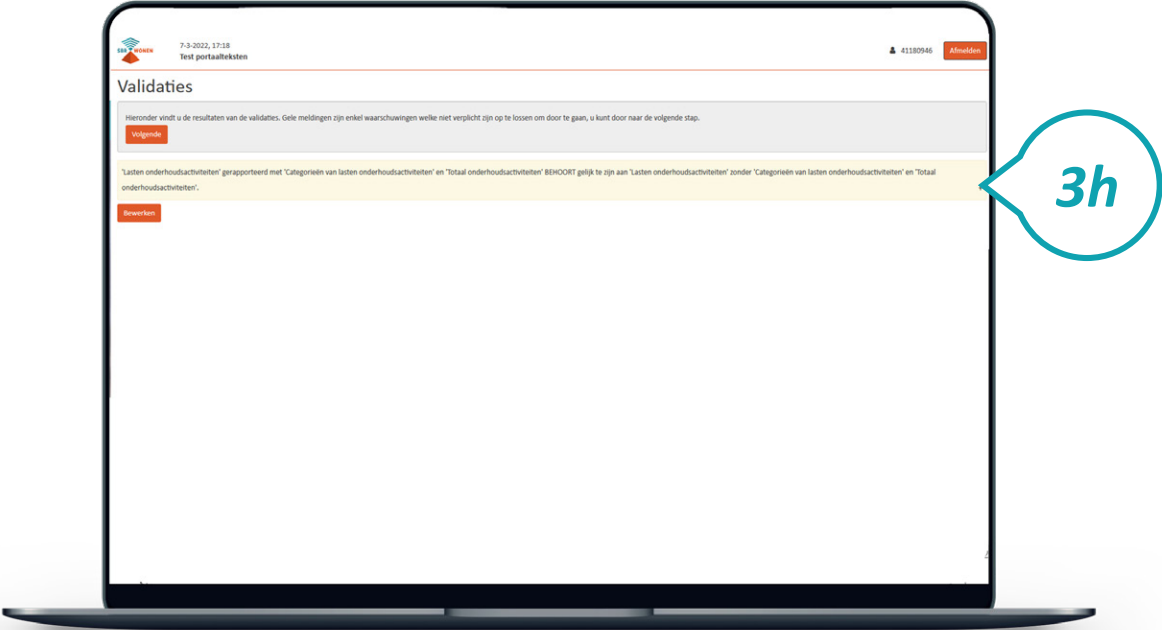 SBR WONEN
7-3-2022, 17:18
Test portaalteksten
41180946
Afmelden
Validaties
Hieronder vindt u de resultaten van de validaties. Gele meldingen zijn enkel waarschuwingen welke niet verplicht zijn op te lossen om door te gaan, u kunt door naar de volgende stap.
Volgende
'Lasten onderhoudsactiviteiten' gerapporteerd met 'Categorieën van lasten onderhoudsactiviteiten' en 'Totaal onderhoudsactiviteiten' BEHOORT gelijk te zijn aan 'Lasten onderhoudsactiviteiten' zonder 'Categorieën van lasten onderhoudsactiviteiten' en 'Totaal
onderhoudsactiviteiten'.
3h
Bewerken